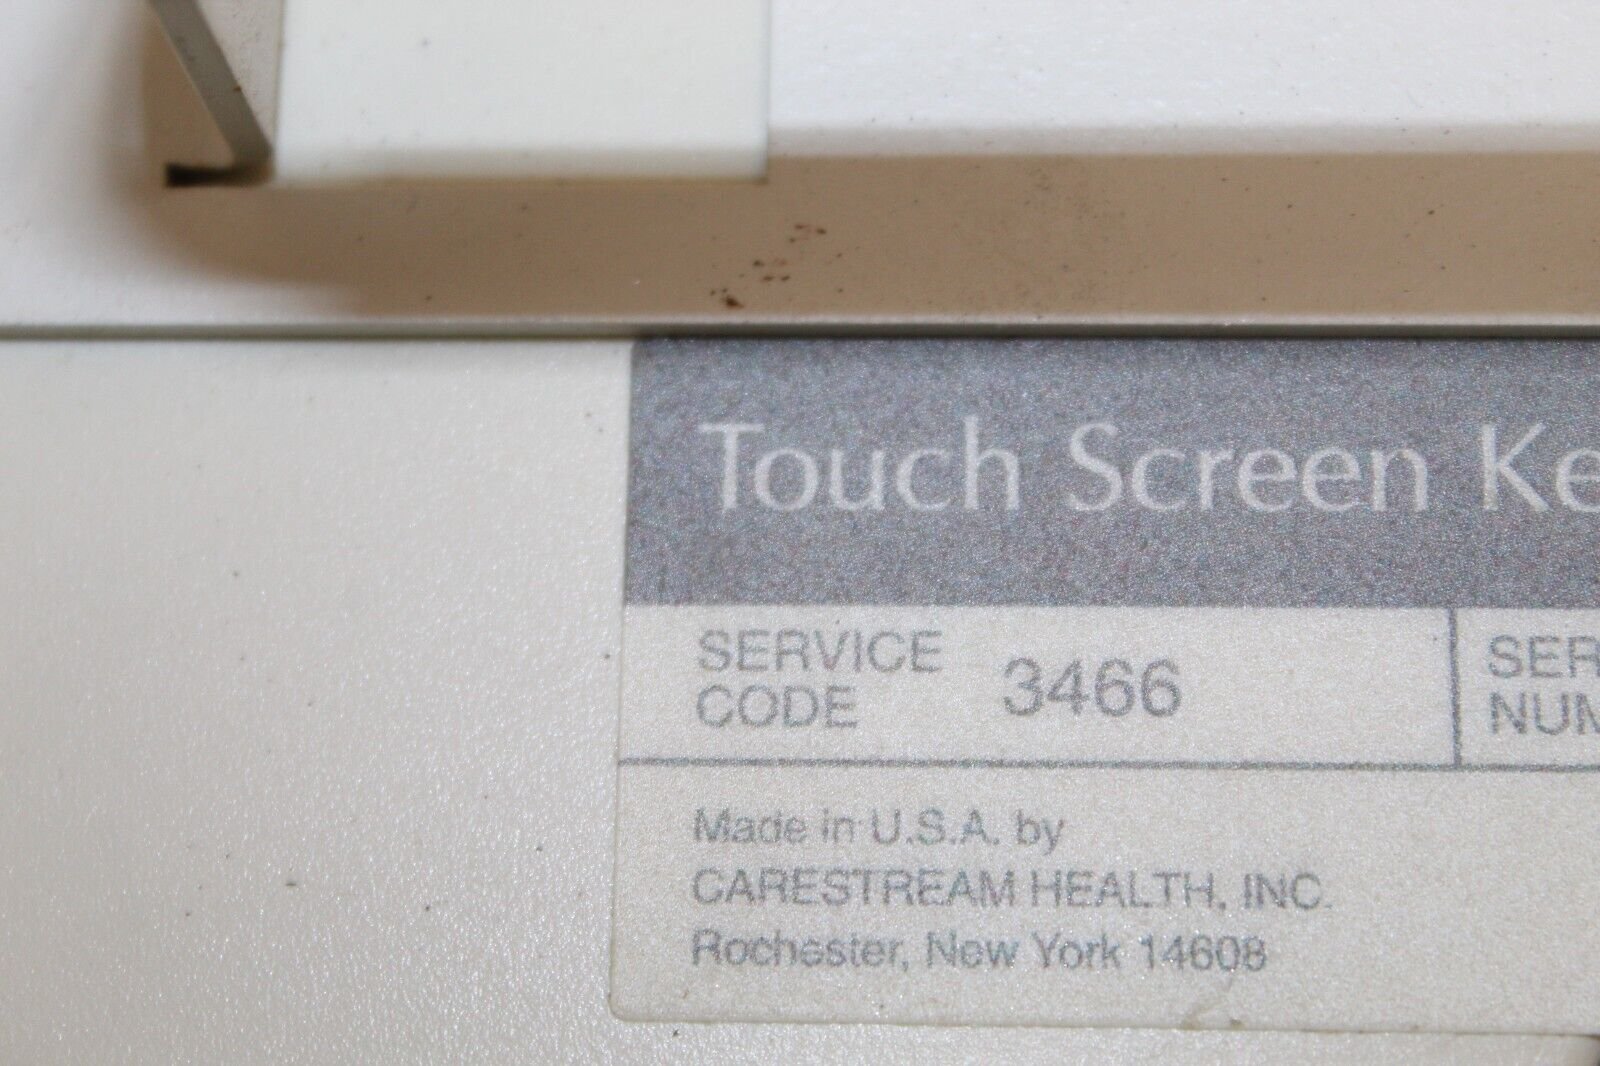 Touch Screen Ke
SERVICE
CODE
3466
SER
NUM
Made in U.S.A. by
CARESTREAM HEALTH, INC.
Rochester, New York 14608